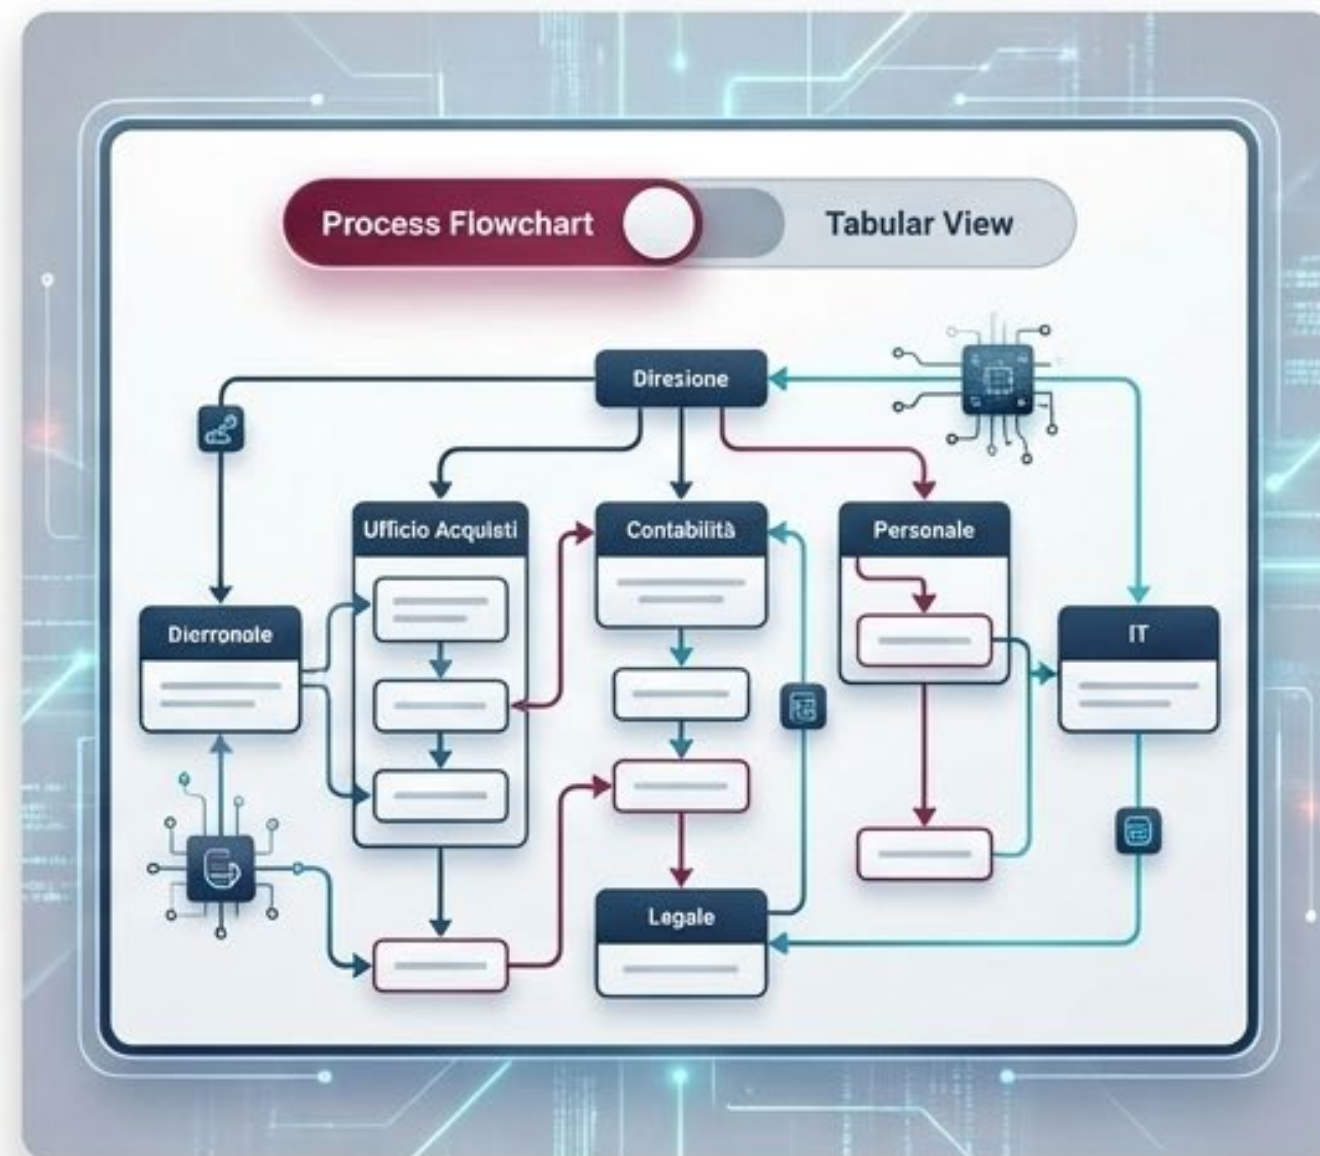 Process Flowchart
Tabular View
Diresione
Ufficio Acquisti
Contabilità
Personale
Dierronale
IT
Legale